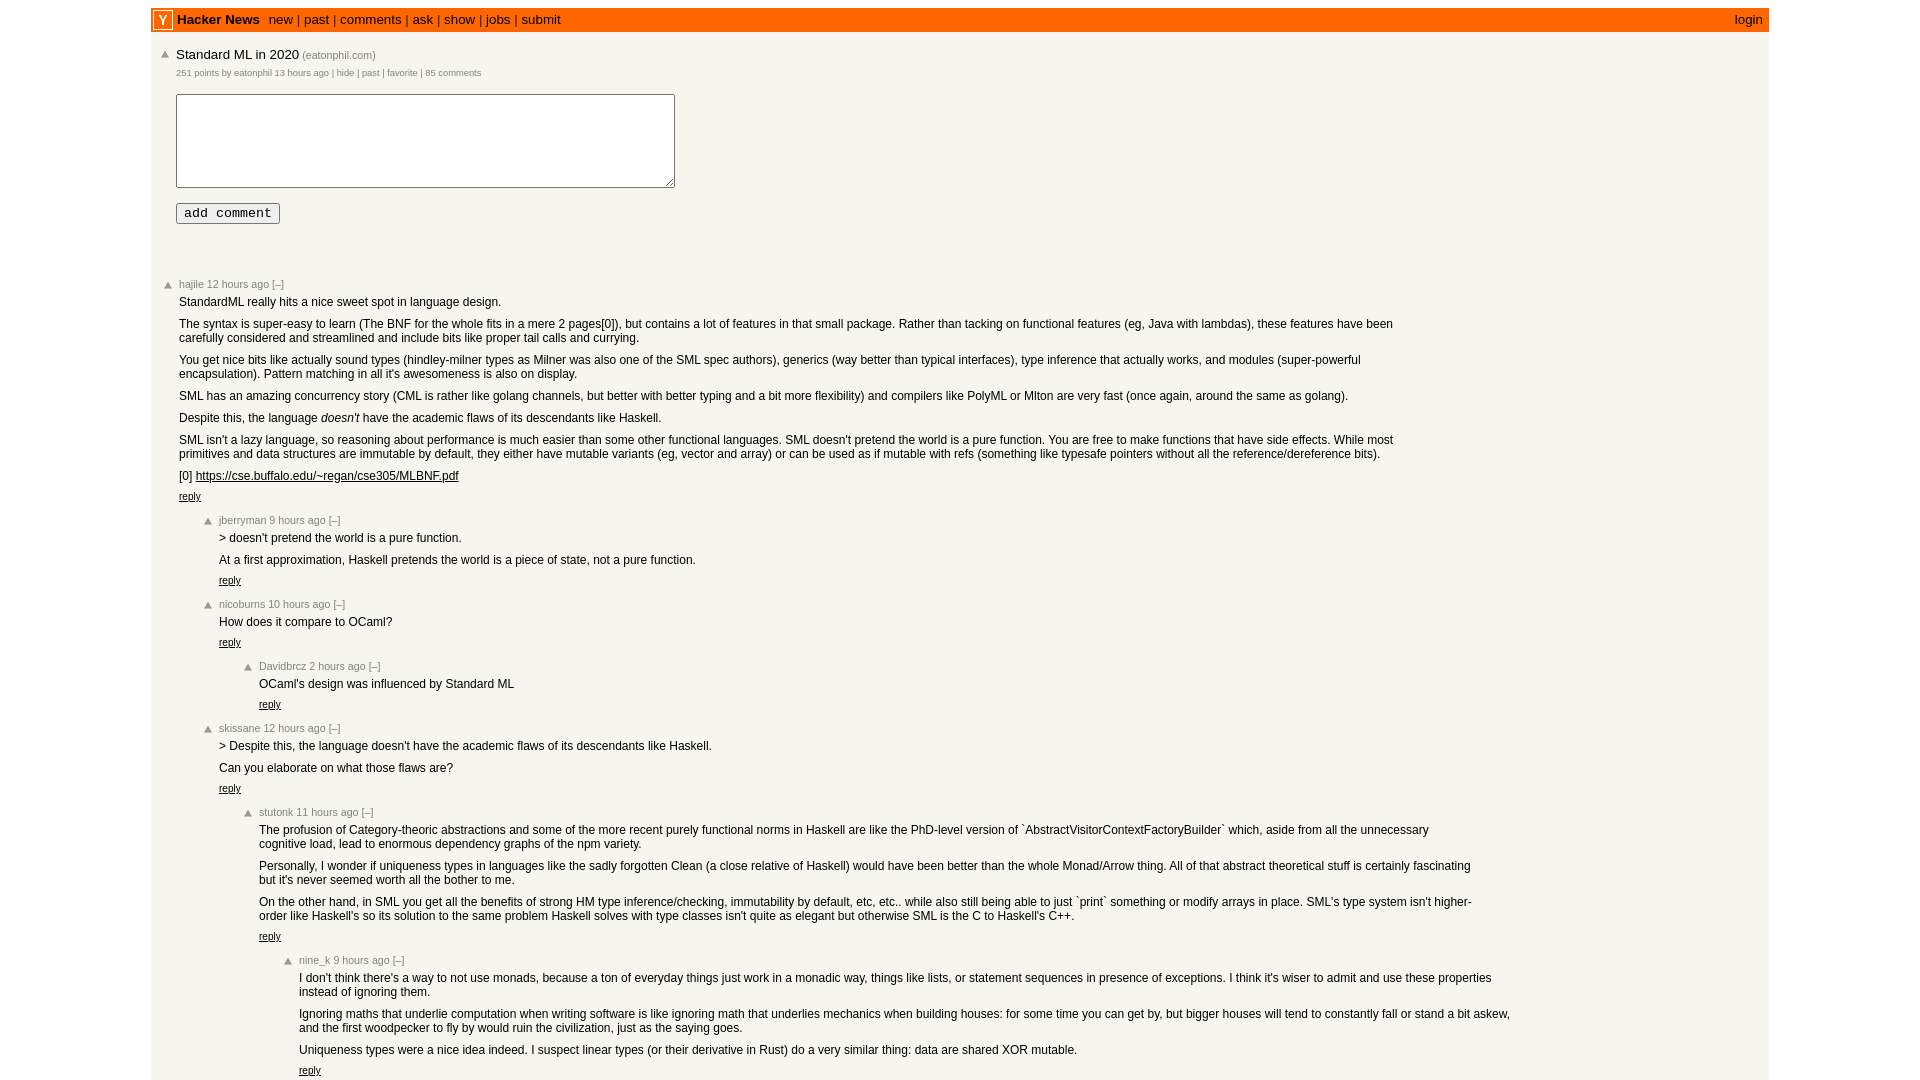 Y Hacker News new | past | comments | ask | show | jobs | submit login
Standard ML in 2020 (eatonphil.com)
251 points by eatonphil 13 hours ago | hide | past | favorite | 85 comments
add comment
hajile 12 hours ago [–]
StandardML really hits a nice sweet spot in language design.
The syntax is super-easy to learn (The BNF for the whole fits in a mere 2 pages[0]), but contains a lot of features in that small package. Rather than tacking on functional features (eg, Java with lambdas), these features have been
carefully considered and streamlined and include bits like proper tail calls and currying.
You get nice bits like actually sound types (hindley-milner types as Milner was also one of the SML spec authors), generics (way better than typical interfaces), type inference that actually works, and modules (super-powerful
encapsulation). Pattern matching in all it's awesomeness is also on display.
SML has an amazing concurrency story (CML is rather like golang channels, but better with better typing and a bit more flexibility) and compilers like PolyML or Mlton are very fast (once again, around the same as golang).
Despite this, the language doesn't have the academic flaws of its descendants like Haskell.
SML isn't a lazy language, so reasoning about performance is much easier than some other functional languages. SML doesn't pretend the world is a pure function. You are free to make functions that have side effects. While most
primitives and data structures are immutable by default, they either have mutable variants (eg, vector and array) or can be used as if mutable with refs (something like typesafe pointers without all the reference/dereference bits).
[0] https://cse.buffalo.edu/~regan/cse305/MLBNF.pdf
reply
jberryman 9 hours ago [–]
> doesn't pretend the world is a pure function.
At a first approximation, Haskell pretends the world is a piece of state, not a pure function.
reply
nicoburns 10 hours ago [–]
How does it compare to OCaml?
reply
Davidbrcz 2 hours ago [–]
OCaml's design was influenced by Standard ML
reply
skissane 12 hours ago [–]
> Despite this, the language doesn't have the academic flaws of its descendants like Haskell.
Can you elaborate on what those flaws are?
reply
stutonk 11 hours ago [–]
The profusion of Category-theoric abstractions and some of the more recent purely functional norms in Haskell are like the PhD-level version of `AbstractVisitorContextFactoryBuilder` which, aside from all the unnecessary
cognitive load, lead to enormous dependency graphs of the npm variety.
Personally, I wonder if uniqueness types in languages like the sadly forgotten Clean (a close relative of Haskell) would have been better than the whole Monad/Arrow thing. All of that abstract theoretical stuff is certainly fascinating
but it's never seemed worth all the bother to me.
On the other hand, in SML you get all the benefits of strong HM type inference/checking, immutability by default, etc, etc.. while also still being able to just `print` something or modify arrays in place. SML's type system isn't higher-
order like Haskell's so its solution to the same problem Haskell solves with type classes isn't quite as elegant but otherwise SML is the C to Haskell's C++.
reply
nine_k 9 hours ago [–]
I don't think there's a way to not use monads, because a ton of everyday things just work in a monadic way, things like lists, or statement sequences in presence of exceptions. I think it's wiser to admit and use these properties
instead of ignoring them.
Ignoring maths that underlie computation when writing software is like ignoring math that underlies mechanics when building houses: for some time you can get by, but bigger houses will tend to constantly fall or stand a bit askew,
and the first woodpecker to fly by would ruin the civilization, just as the saying goes.
Uniqueness types were a nice idea indeed. I suspect linear types (or their derivative in Rust) do a very similar thing: data are shared XOR mutable.
reply